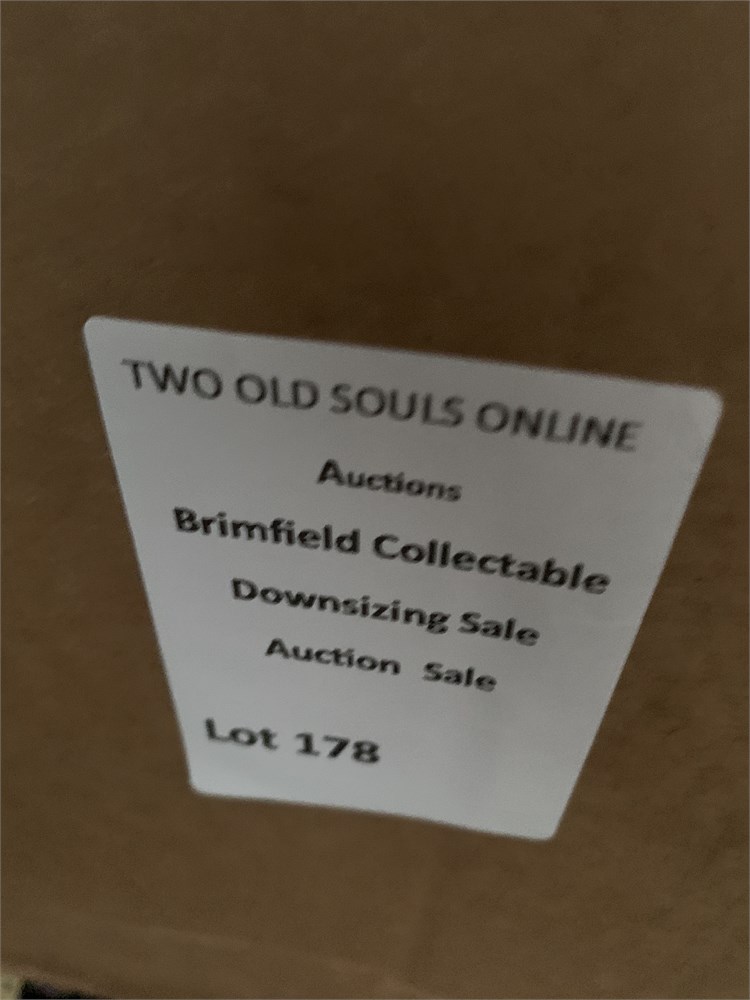 TWO OLD SOULS ONLINE
Auctions
Brimfield Collectable
Downsizing Sale
Auction Sale
Lot 178